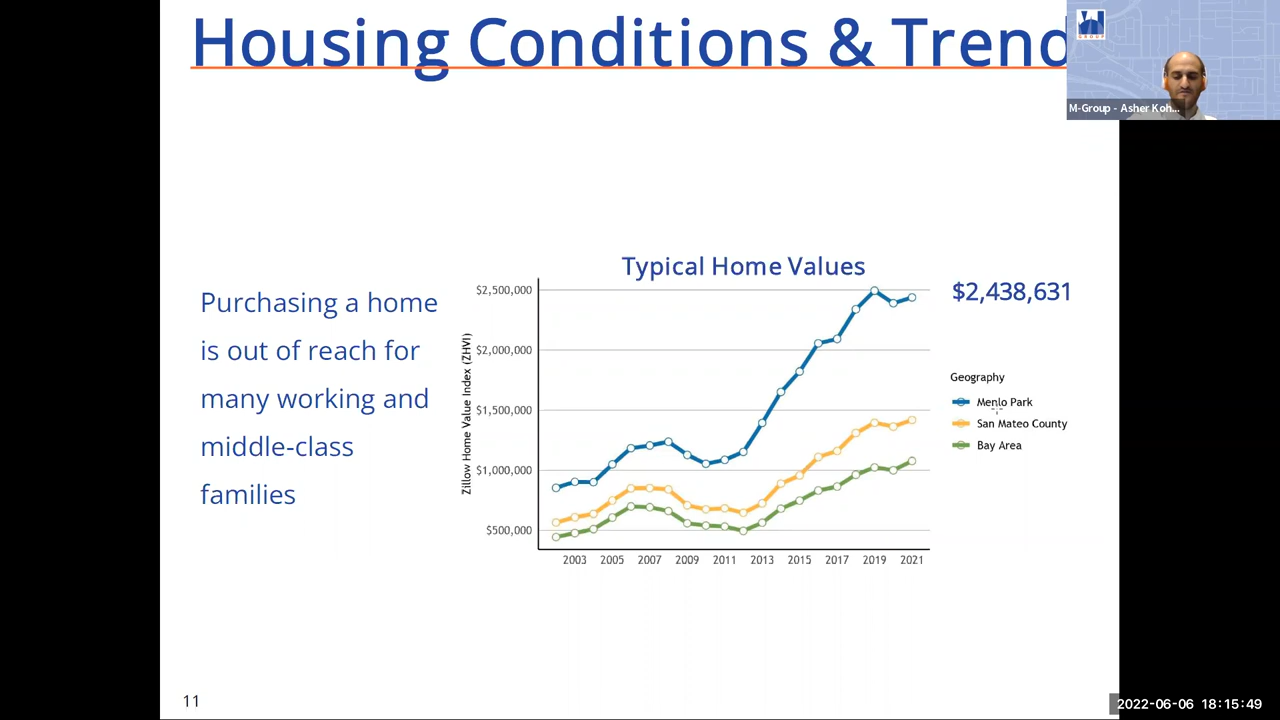 Housing Conditions & Trend
GROUP
M-Group - Asher Koh...
Typical Home Values
$2,438,631
Purchasing a home
is out of reach for
many working and
middle-class
families
Zillow Home Value Index (ZHVI)
$2,500,000
$2,000,000
$1,500,000
$1,000,000
$500,000
2003 2005 2007 2009 2011 2013 2015 2017 2019 2021
Geography
Menlo Park
San Mateo County
Bay Area
11
2022-06-06 18:15:49